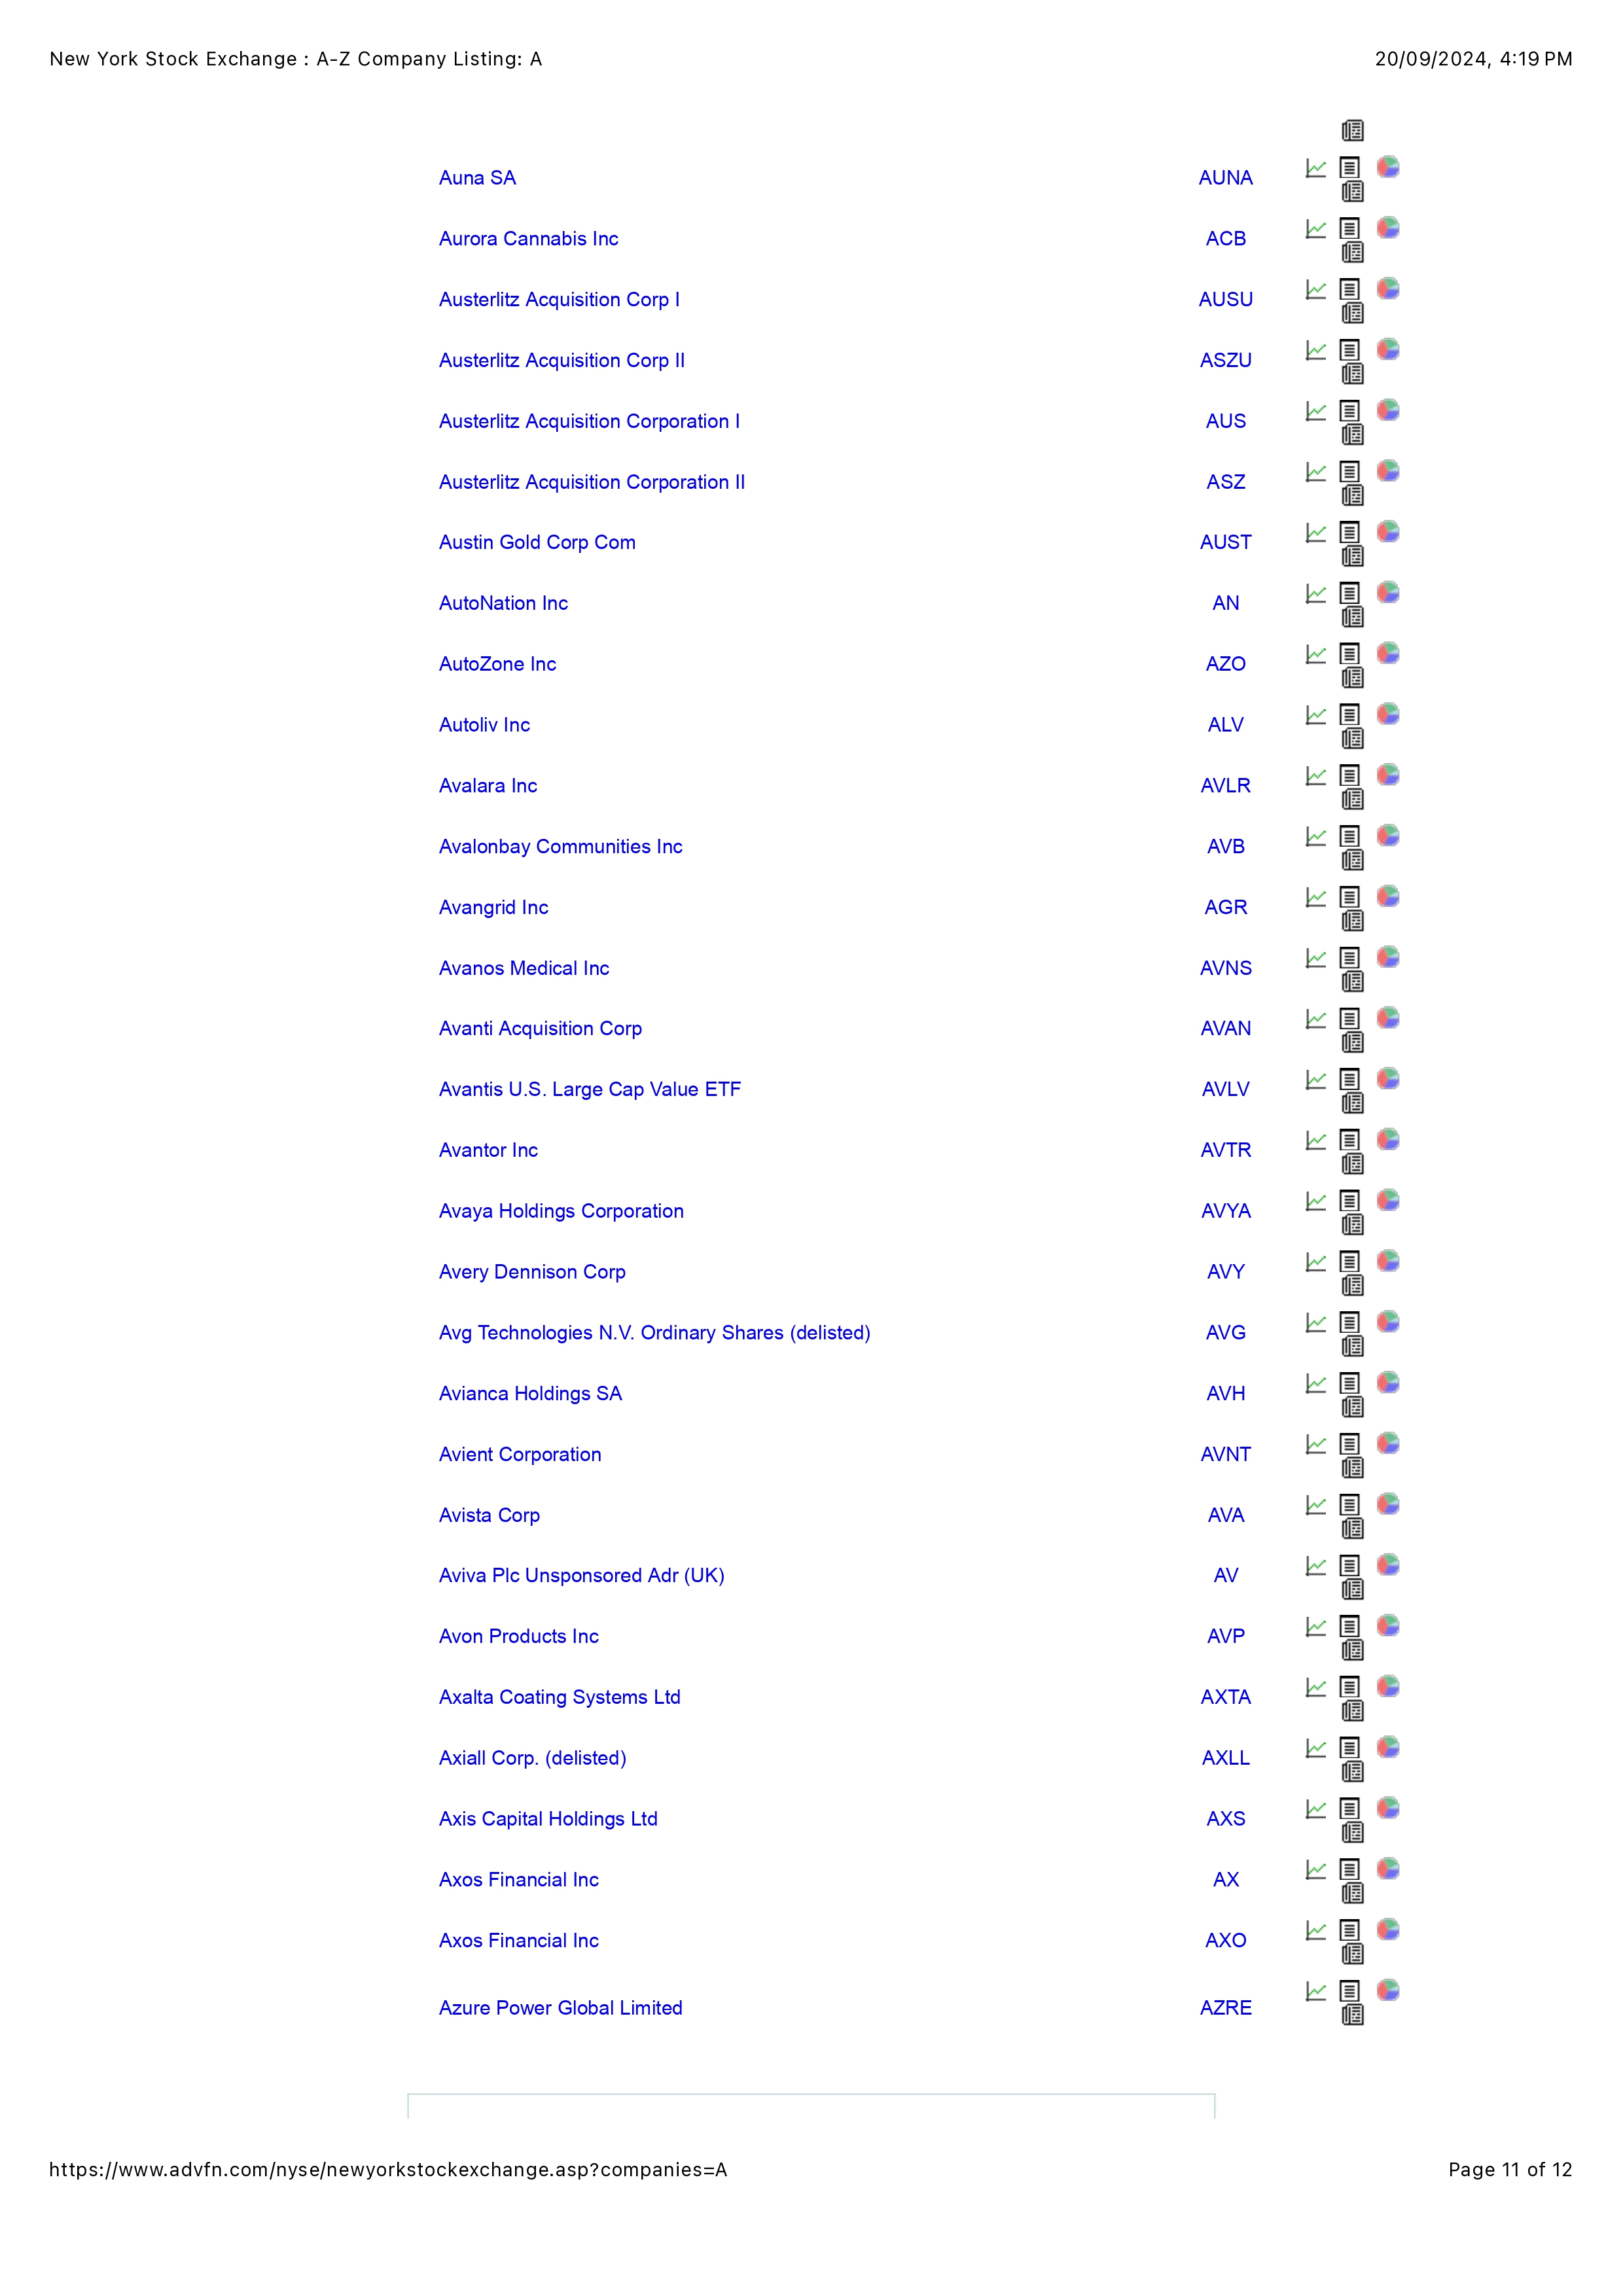 New York Stock Exchange : A-Z Company Listing: A 20/09/2024, 4:19 PM
Auna SA AUNA
Aurora Cannabis Inc ACB
Austerlitz Acquisition Corp I AUSU
Austerlitz Acquisition Corp II ASZU
Austerlitz Acquisition Corporation I AUS
Austerlitz Acquisition Corporation II ASZ
Austin Gold Corp Com AUST
AutoNation Inc AN
AutoZone Inc AZO
Autoliv Inc ALV
Avalara Inc AVLR
Avalonbay Communities Inc AVB
Avangrid Inc AGR
Avanos Medical Inc AVNS
Avanti Acquisition Corp AVAN
Avantis U.S. Large Cap Value ETF AVLV
Avantor Inc AVTR
Avaya Holdings Corporation AVYA
Avery Dennison Corp AVY
Avg Technologies N.V. Ordinary Shares (delisted) AVG
Avianca Holdings SA AVH
Avient Corporation AVNT
Avista Corp AVA
Aviva Plc Unsponsored Adr (UK) AV
Avon Products Inc AVP
Axalta Coating Systems Ltd AXTA
Axiall Corp. (delisted) AXLL
Axis Capital Holdings Ltd AXS
Axos Financial Inc AX
Axos Financial Inc AXO
Azure Power Global Limited AZRE
https://www.advfn.com/nyse/newyorkstockexchange.asp?companies=A Page 11 of 12